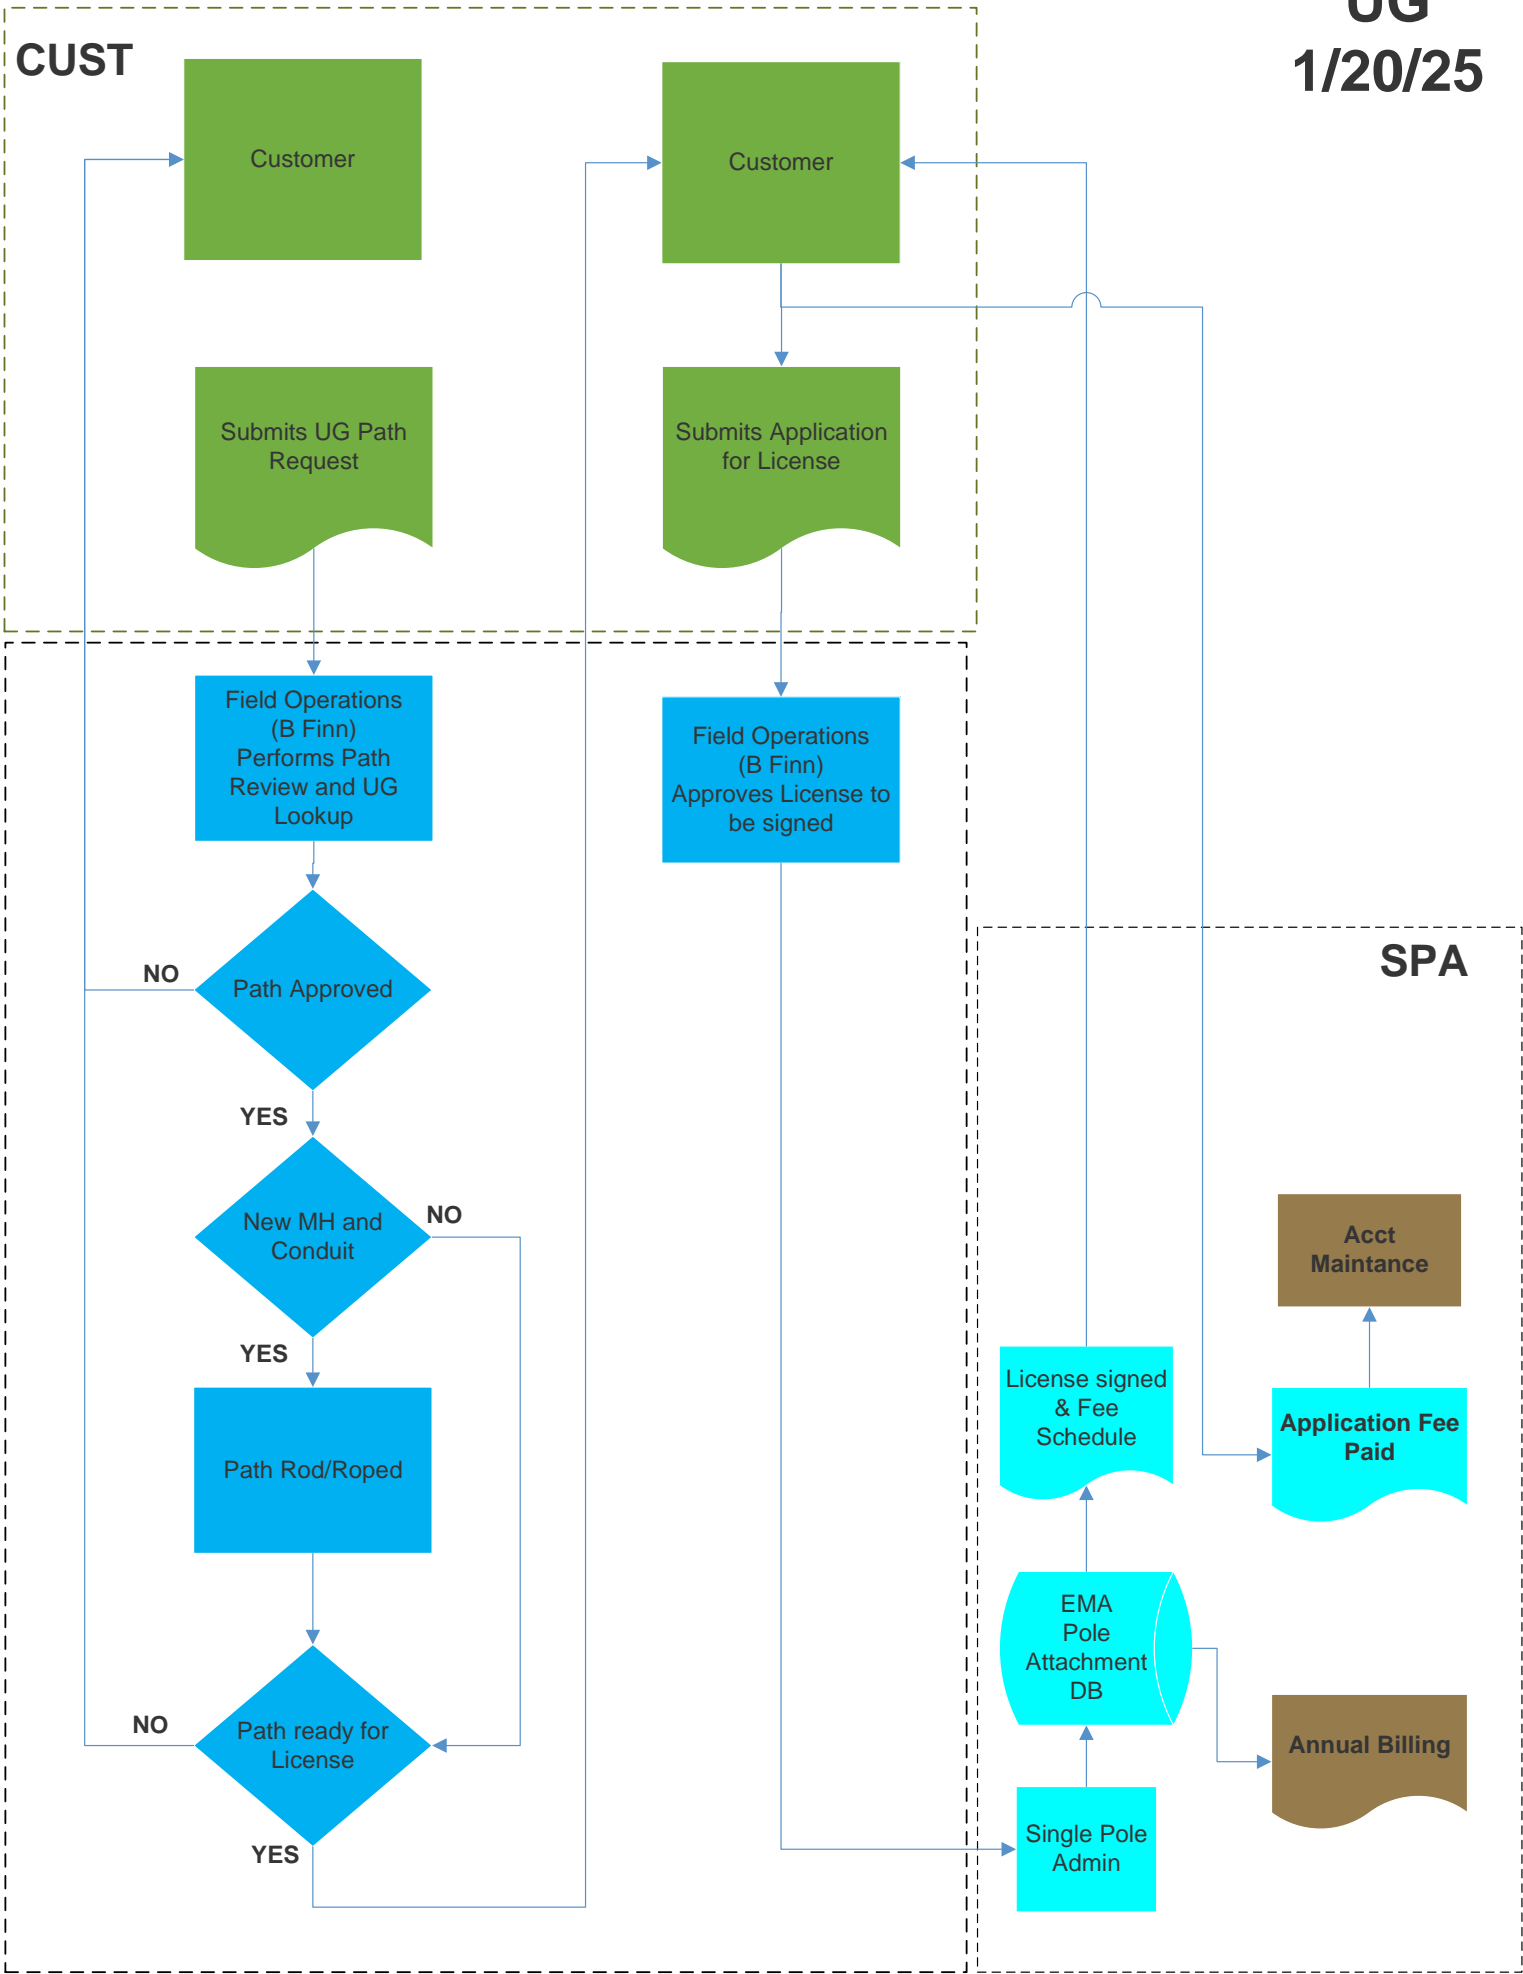 UG
1/20/25
CUST
Customer
Customer
Submits UG Path
Request
Submits Application
for License
Field Operations
(B Finn)
Performs Path
Review and UG
Lookup
Field Operations
(B Finn)
Approves License to
be signed
NO
Path Approved
YES
New MH and
Conduit
NO
YES
Path Rod/Roped
NO
Path ready for
License
YES
SPA
Acct
Maintance
License signed
& Fee
Schedule
Application Fee
Paid
EMA
Pole
Attachment
DB
Annual Billing
Single Pole
Admin